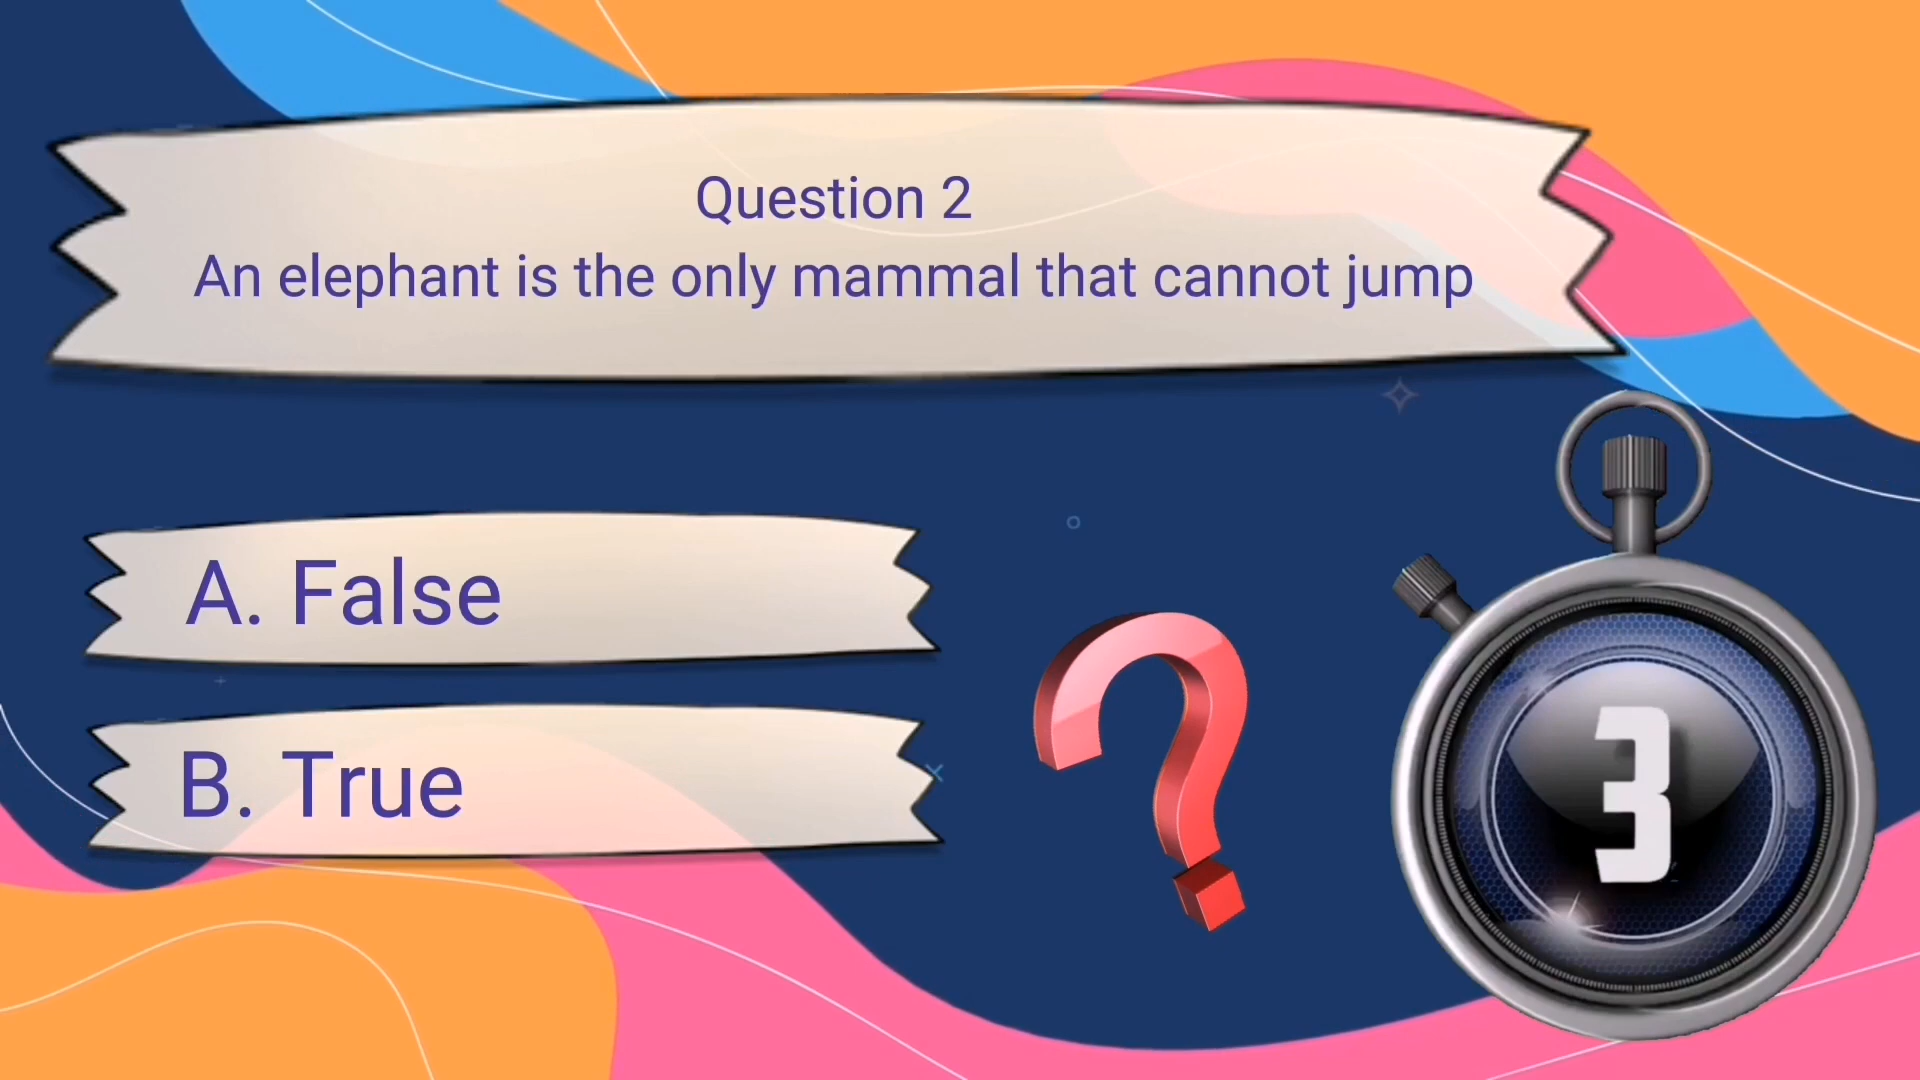 Question 2
An elephant is the only mammal that cannot jump
A. False
B. True
3